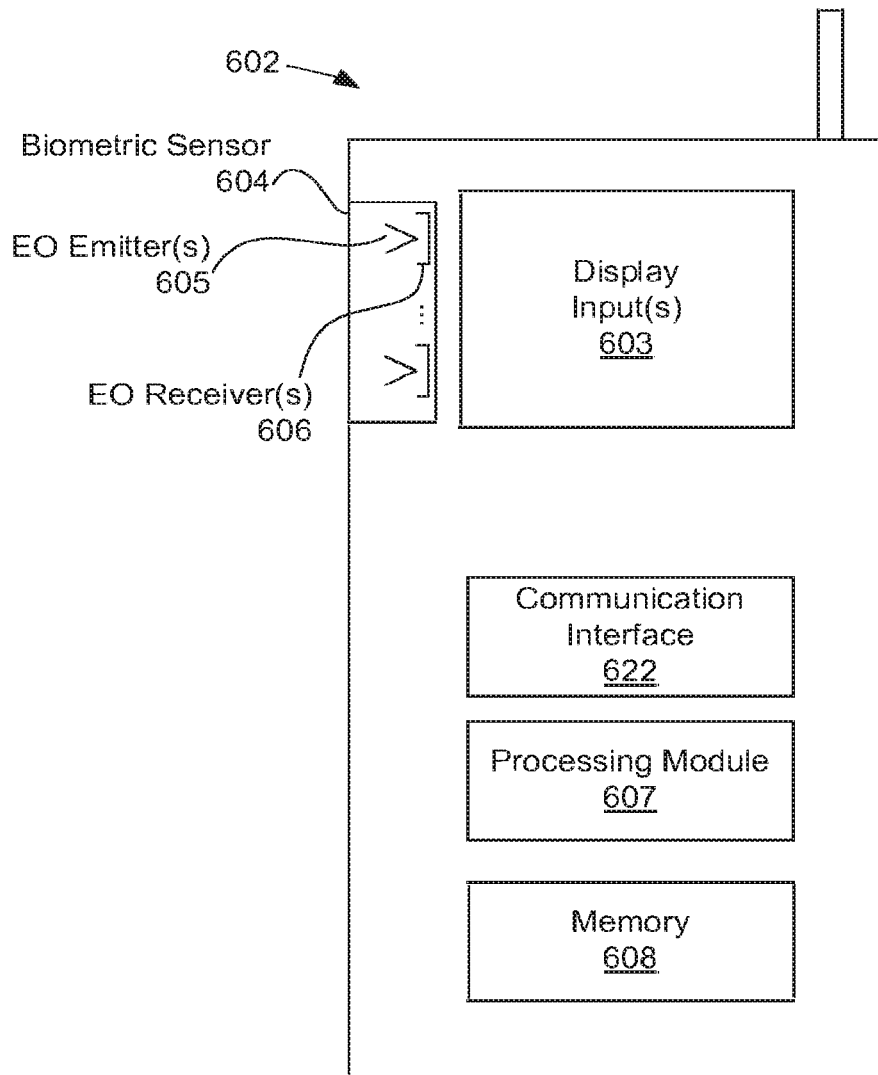 602
Biometric Sensor
604
EO Emitter(s)
605
EO Receiver(s)
606
...
Display
Input(s)
603
Communication
Interface
622
Processing Module
607
Memory
608